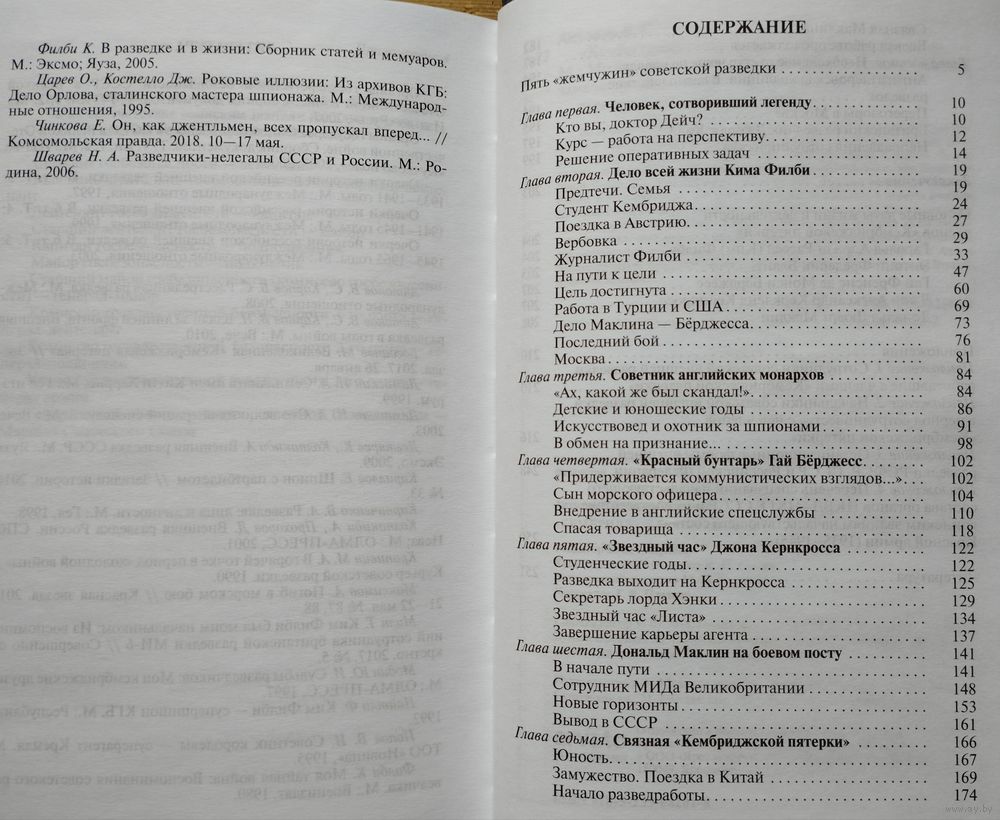 Филби К. В разведке и в жизни: Сборник статей и мемуаров.
М.: Эксмо; Яуза, 2005.
Царев О., Костелло Дж. Роковые иллюзии: Из архивов КГБ:
Дело Орлова, сталинского мастера шпионажа. М.: Международ-
ные отношения, 1995.
Чинкова Е. Он, как джентльмен, всех пропускал вперед... //
Комсомольская правда. 2018. 10—17 мая.
Шварев Н. А. Разведчики-нелегалы СССР и России. М.: Ро-
дина, 2006.
СОДЕРЖАНИЕ
Пять «жемчужин» советской разведки . . . . . . . . . . . . . . . 5
Глава первая. Человек, сотворивший легенду. . . . . . . . . . . . 10
Кто вы, доктор Дейч?. . . . . . . . . . . . . . . . . . . . . . . 10
Курс — работа на перспективу. . . . . . . . . . . . . . . . . . . 12
Решение оперативных задач . . . . . . . . . . . . . . . . . . . . 14
Глава вторая. Дело всей жизни Кима Филби. . . . . . . . . . . . . 19
Предтечи. Семья . . . . . . . . . . . . . . . . . . . . . . . . . 19
Студент Кембриджа. . . . . . . . . . . . . . . . . . . . . . . . 24
Поездка в Австрию. . . . . . . . . . . . . . . . . . . . . . . . 27
Вербовка . . . . . . . . . . . . . . . . . . . . . . . . . . . . 29
Журналист Филби . . . . . . . . . . . . . . . . . . . . . . . . . 33
На пути к цели . . . . . . . . . . . . . . . . . . . . . . . . . 47
Цель достигнута . . . . . . . . . . . . . . . . . . . . . . . . . 60
Работа в Турции и США. . . . . . . . . . . . . . . . . . . . . . 69
Дело Маклина — Бёрджесса. . . . . . . . . . . . . . . . . . . . . 73
Последний бой . . . . . . . . . . . . . . . . . . . . . . . . . . 76
Москва. . . . . . . . . . . . . . . . . . . . . . . . . . . . . . 81
Глава третья. Советник английских монархов . . . . . . . . . . . 84
«Ах, какой же был скандал!». . . . . . . . . . . . . . . . . . . 84
Детские и юношеские годы . . . . . . . . . . . . . . . . . . . . 86
Искусствовед и охотник за шпионами . . . . . . . . . . . . . . . 91
В обмен на признание... . . . . . . . . . . . . . . . . . . . . . 98
Глава четвертая. «Красный бунтарь» Гай Бёрджесс. . . . . . . . . 102
«Придерживается коммунистических взглядов...». . . 102
Сын морского офицера . . . . . . . . . . . . . . . . . . . . . . 104
Внедрение в английские спецслужбы . . . . . . . . . . . . . . . . 110
Спасая товарища . . . . . . . . . . . . . . . . . . . . . . . . . 118
Глава пятая. «Звездный час» Джона Кернкросса . . . . . . . . . . 122
Студенческие годы. . . . . . . . . . . . . . . . . . . . . . . . 122
Разведка выходит на Кернкросса . . . . . . . . . . . . . . . . . 125
Секретарь лорда Хэнки . . . . . . . . . . . . . . . . . . . . . . 129
Звездный час «Листа» . . . . . . . . . . . . . . . . . . . . . . 134
Завершение карьеры агента . . . . . . . . . . . . . . . . . . . . 137
Глава шестая. Дональд Маклин на боевом посту . . . . . . . . . . 141
В начале пути . . . . . . . . . . . . . . . . . . . . . . . . . . 141
Сотрудник МИДа Великобритании . . . . . . . . . . . . . . . . . . 148
Новые горизонты . . . . . . . . . . . . . . . . . . . . . . . . . 153
Вывод в СССР . . . . . . . . . . . . . . . . . . . . . . . . . . 161
Глава седьмая. Связная «Кембриджской пятерки» . . . . . . . . . . 166
Юность. . . . . . . . . . . . . . . . . . . . . . . . . . . . . . 167
Замужество. Поездка в Китай . . . . . . . . . . . . . . . . . . . 169
Начало разведработы. . . . . . . . . . . . . . . . . . . . . . . 174
www.ay.by